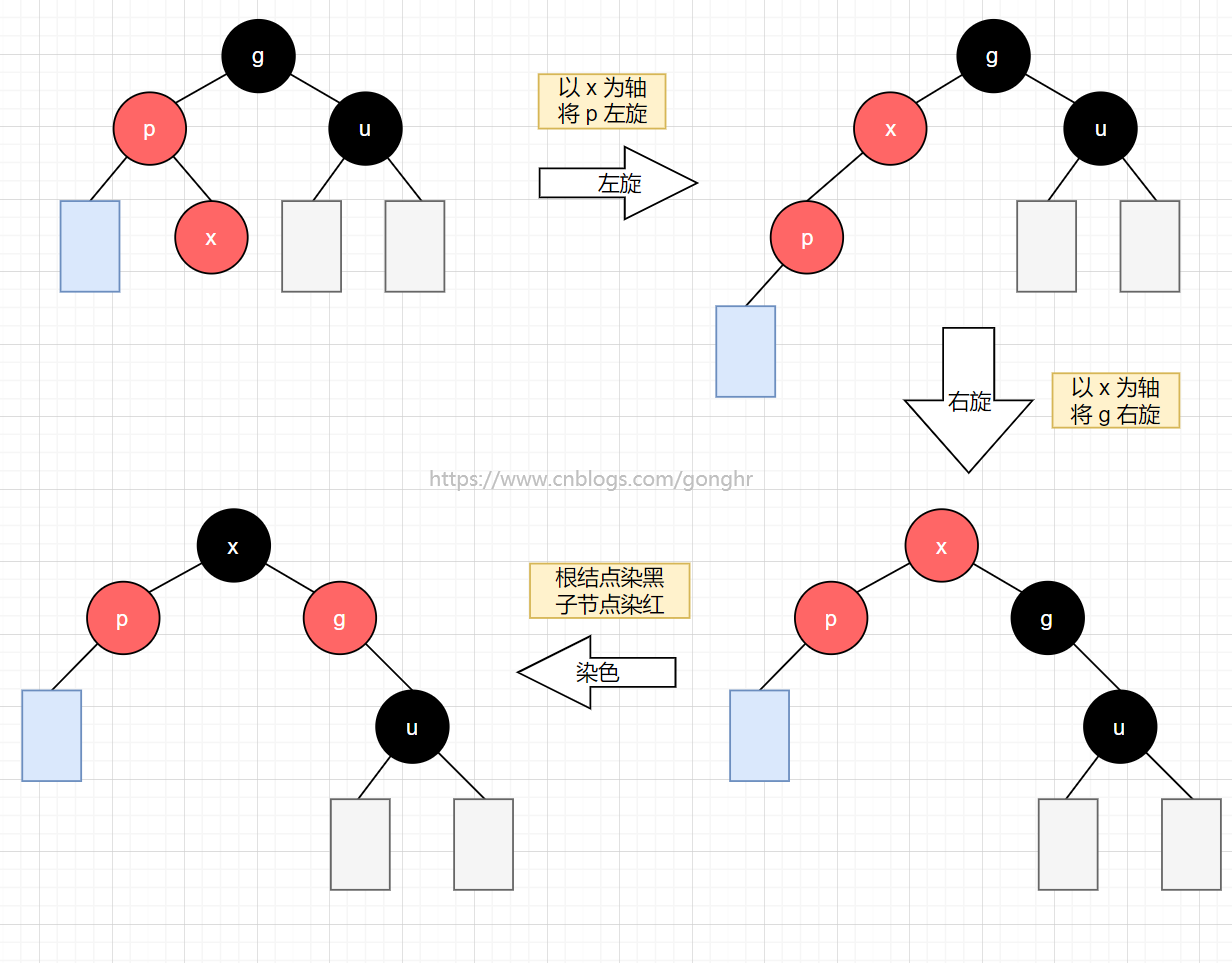 g
p
u
x
以 x 为轴
将 p 左旋
左旋
g
x
u
p
右旋
以 x 为轴
将 g 右旋
https://www.cnblogs.com/gonghr
x
p
g
u
根结点染黑
子节点染红
染色
x
p
g
u